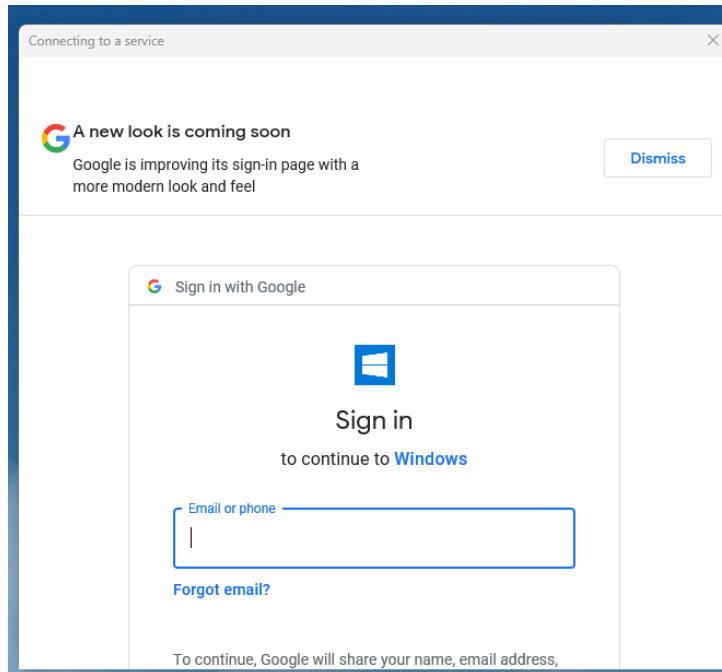 Connecting to a service
A new look is coming soon
Google is improving its sign-in page with a
more modern look and feel
Dismiss
Sign in with Google
Sign in
to continue to Windows
Email or phone
Forgot email?
To continue, Google will share your name, email address,